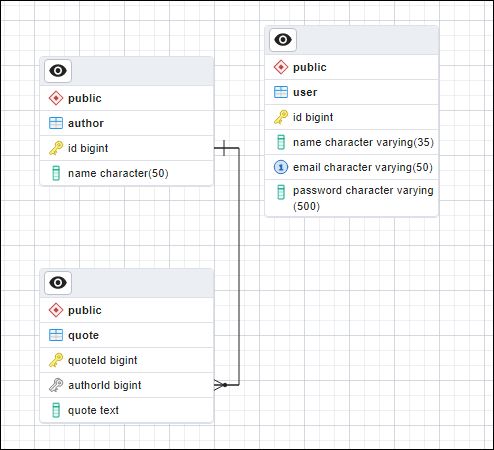 public
author
id bigint
name character(50)
public
user
id bigint
name character varying(35)
1 email character varying(50)
password character varying
(500)
public
quote
quoteId bigint
authorId bigint
quote text